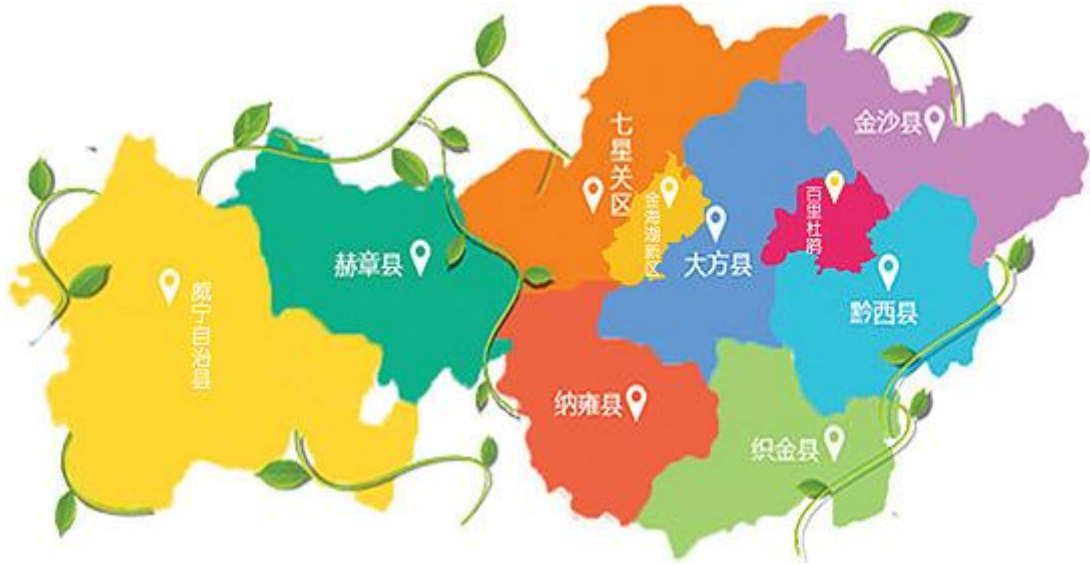 七星关区
金沙县
金海湖新区
百里杜鹃
赫章县
大方县
威宁自治县
黔西县
纳雍县
织金县